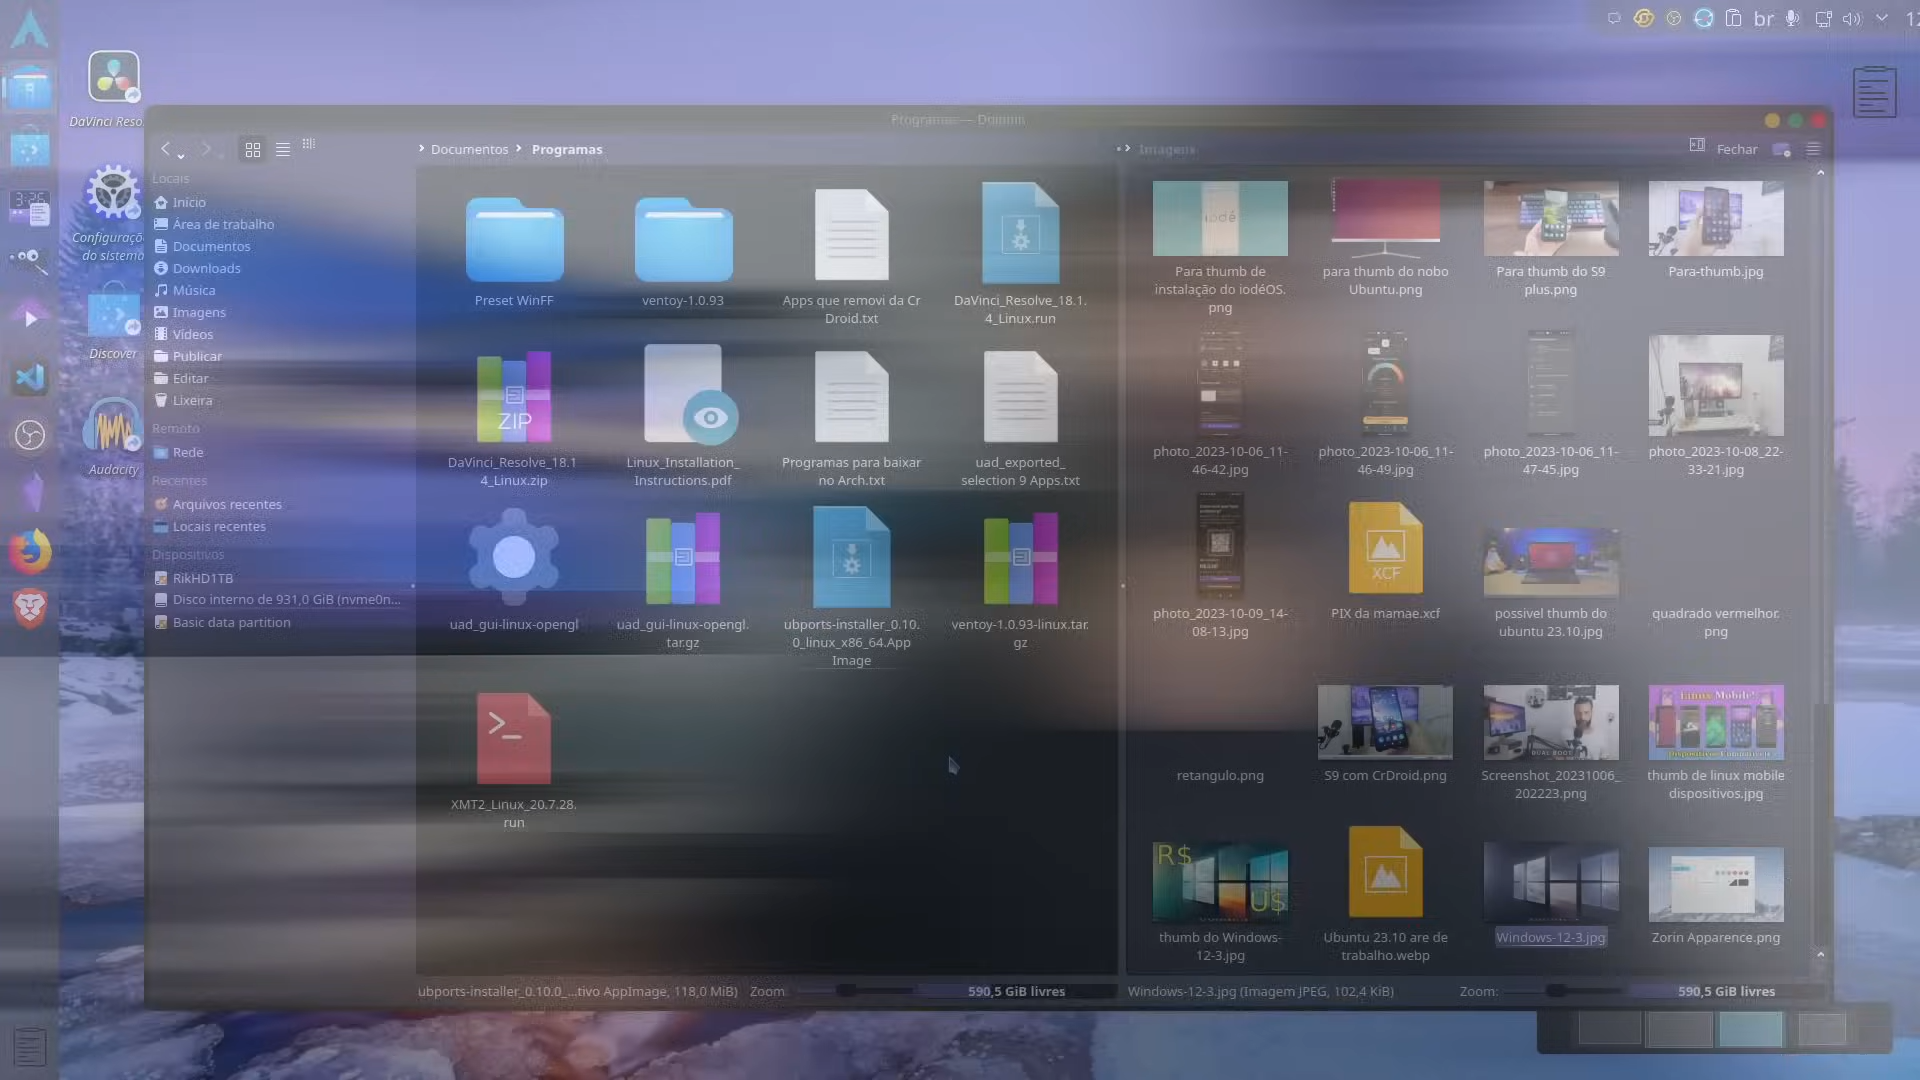 br
12
DaVinci Reso
Configuraçõ
do sistema
Discover
Audacity
3:26
Programas — Dolphin
Documentos
Programas
Imagens
Fechar
Locais
Início
Área de trabalho
Documentos
Downloads
Música
Imagens
Vídeos
Publicar
Editar
Lixeira
Remoto
Rede
Recentes
Arquivos recentes
Locais recentes
Dispositivos
RikHD1TB
Disco interno de 931,0 GiB (nvme0n...
Basic data partition
Preset WinFF
ventoy-1.0.93
Apps que removi da Cr
Droid.txt
DaVinci_Resolve_18.1.
4_Linux.run
ZIP
DaVinci_Resolve_18.1
4_Linux.zip
Linux_Installation_
Instructions.pdf
Programas para baixar
no Arch.txt
uad_exported_
selection 9 Apps.txt
uad_gui-linux-opengl
uad_gui-linux-opengl.
tar.gz
ubports-installer_0.10.
0_linux_x86_64.App
Image
ventoy-1.0.93-linux.tar.
gz
XMT2_Linux_20.7.28.
run
ubports-installer_0.10.0_...tivo AppImage, 118,0 MiB)
Zoom
590,5 GiB livres
iodé
Para thumb de
instalação do iodéOS.
png
para thumb do nobo
Ubuntu.png
Para thumb do S9
plus.png
Para-thumb.jpg
photo_2023-10-06_11-
46-42.jpg
photo_2023-10-06_11-
46-49.jpg
photo_2023-10-06_11-
47-45.jpg
photo_2023-10-08_22-
33-21.jpg
photo_2023-10-09_14-
08-13.jpg
XCF
PIX da mamae.xcf
possivel thumb do
ubuntu 23.10.jpg
quadrado vermelhor.
png
retangulo.png
S9 com CrDroid.png
DUAL BOOT
Screenshot_20231006_
202223.png
Linux Mobile!
thumb de linux mobile
dispositivos.jpg
R$
U$
thumb do Windows-
12-3.jpg
Ubuntu 23.10 are de
trabalho.webp
Windows-12-3.jpg
Zorin Apparence.png
Windows-12-3.jpg (Imagem JPEG, 102,4 KiB)
Zoom:
590,5 GiB livres